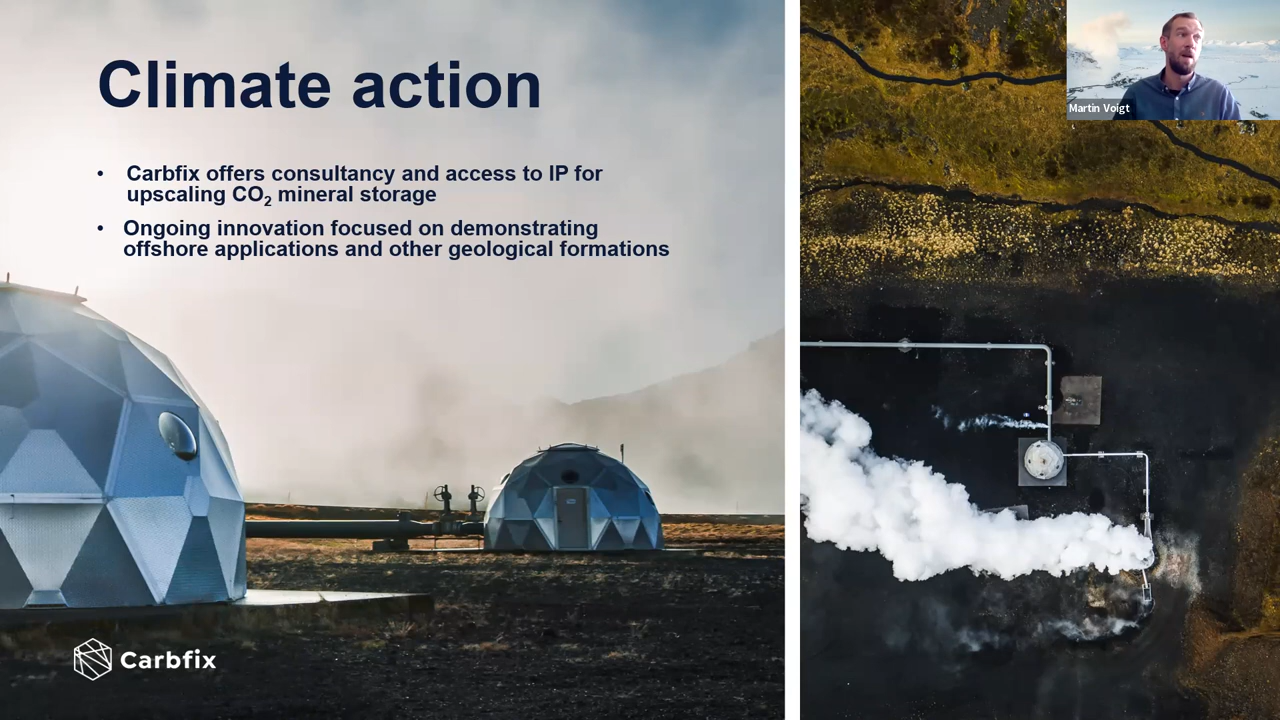 Climate action
• Carbfix offers consultancy and access to IP for
upscaling CO₂ mineral storage
• Ongoing innovation focused on demonstrating
offshore applications and other geological formations
Carbfix
Martin Voigt